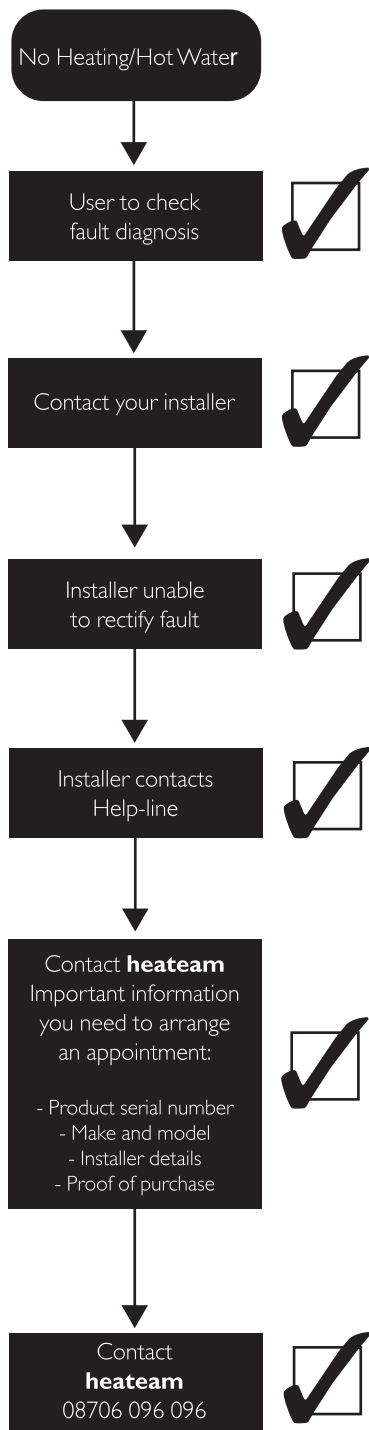 No Heating/Hot Water
User to check
fault diagnosis
Contact your installer
Installer unable
to rectify fault
Installer contacts
Help-line
Contact heateam
Important information
you need to arrange
an appointment:
- Product serial number
- Make and model
- Installer details
- Proof of purchase
Contact
heateam
08706 096 096